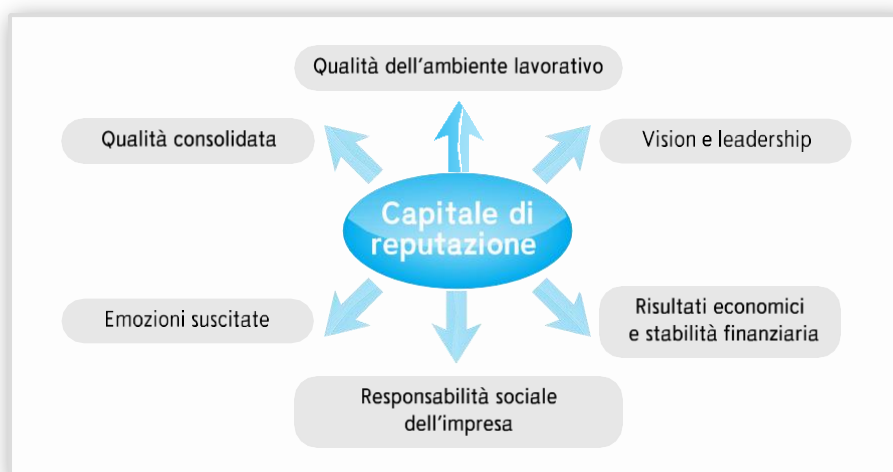 Qualità dell'ambiente lavorativo
Qualità consolidata
Vision e leadership
Capitale di
reputazione
Emozioni suscitate
Risultati economici
e stabilità finanziaria
Responsabilità sociale
dell'impresa